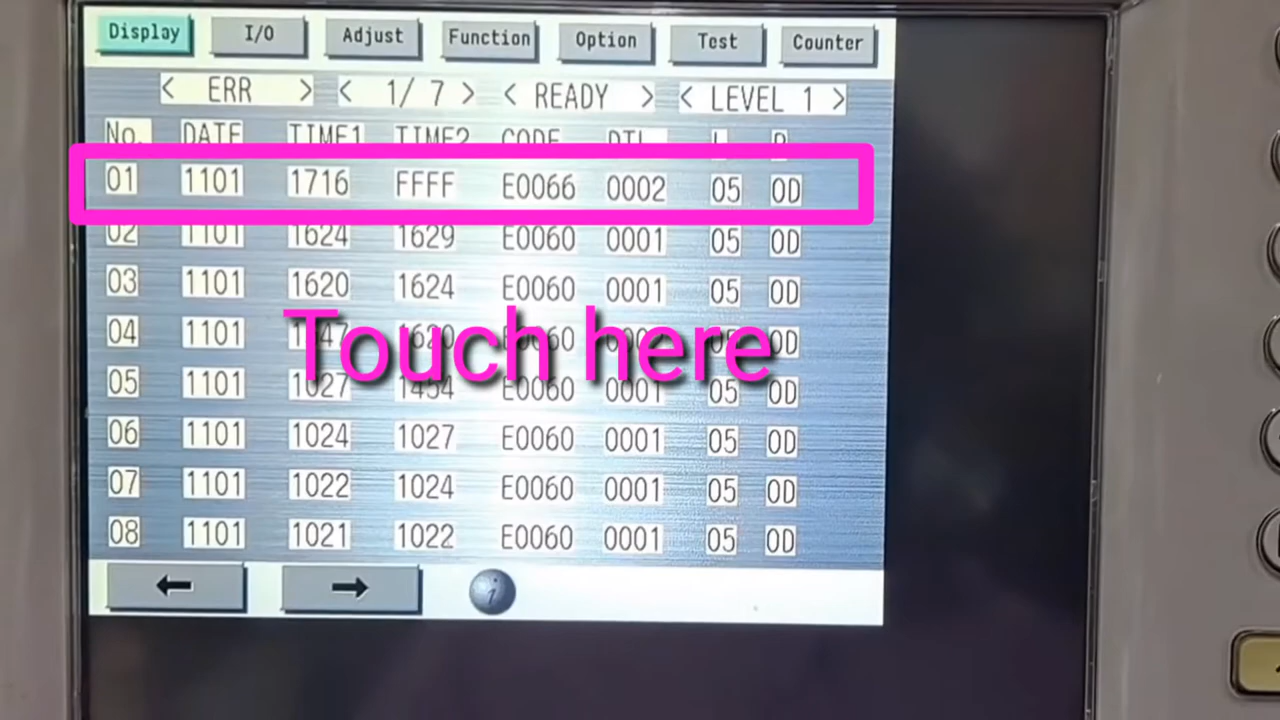 Display I/O Adjust Function Option Test Counter
< ERR > < 1/ 7 > < READY > < LEVEL 1 >
No. DATE TIME1 TIME2 CODE DTL L P
01 1101 1716 FFFF E0066 0002 05 0D
02 1101 1624 1629 E0060 0001 05 0D
03 1101 1620 1624 E0060 0001 05 0D
Touch here
04 1101 0D
05 1101 1027 1454 E0060 0001 05 0D
06 1101 1024 1027 E0060 0001 05 0D
07 1101 1022 1024 E0060 0001 05 0D
08 1101 1021 1022 E0060 0001 05 0D
← →
i